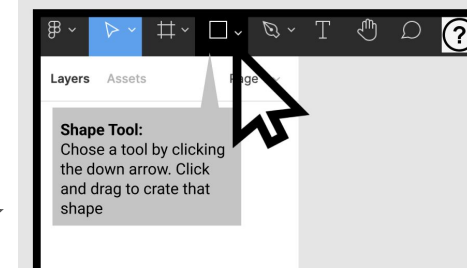 T
?
Layers Assets Page
Shape Tool:
Chose a tool by clicking
the down arrow. Click
and drag to crate that
shape